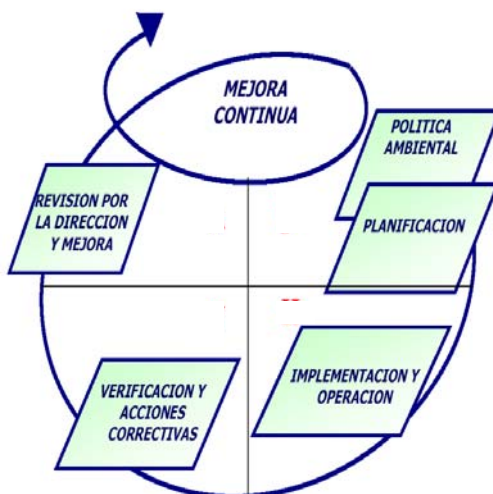 MEJORA
CONTINUA
POLITICA
AMBIENTAL
PLANIFICACION
IMPLEMENTACION Y
OPERACION
VERIFICACION Y
ACCIONES
CORRECTIVAS
REVISION POR
LA DIRECCION
Y MEJORA